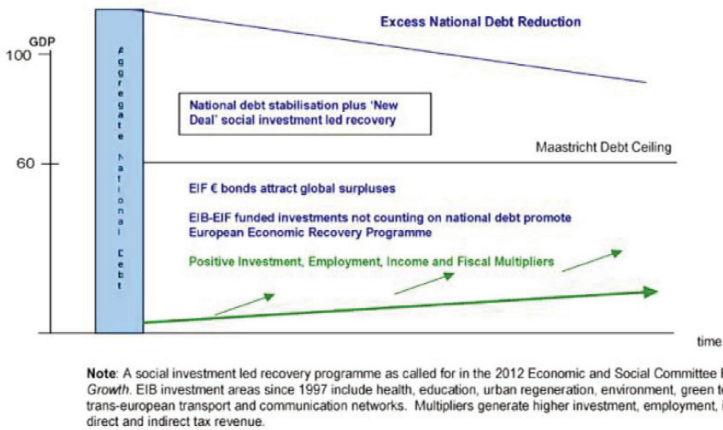 Excess National Debt Reduction
GDP
100
Aggregate National Debt
National debt stabilisation plus 'New
Deal' social investment led recovery
Maastricht Debt Ceiling
60
EIF € bonds attract global surpluses
EIB-EIF funded investments not counting on national debt promote
European Economic Recovery Programme
Positive Investment, Employment, Income and Fiscal Multipliers
time
Note: A social investment led recovery programme as called for in the 2012 Economic and Social Committee
Growth. EIB investment areas since 1997 include health, education, urban regeneration, environment, green
trans-european transport and communication networks. Multipliers generate higher investment, employment,
direct and indirect tax revenue.